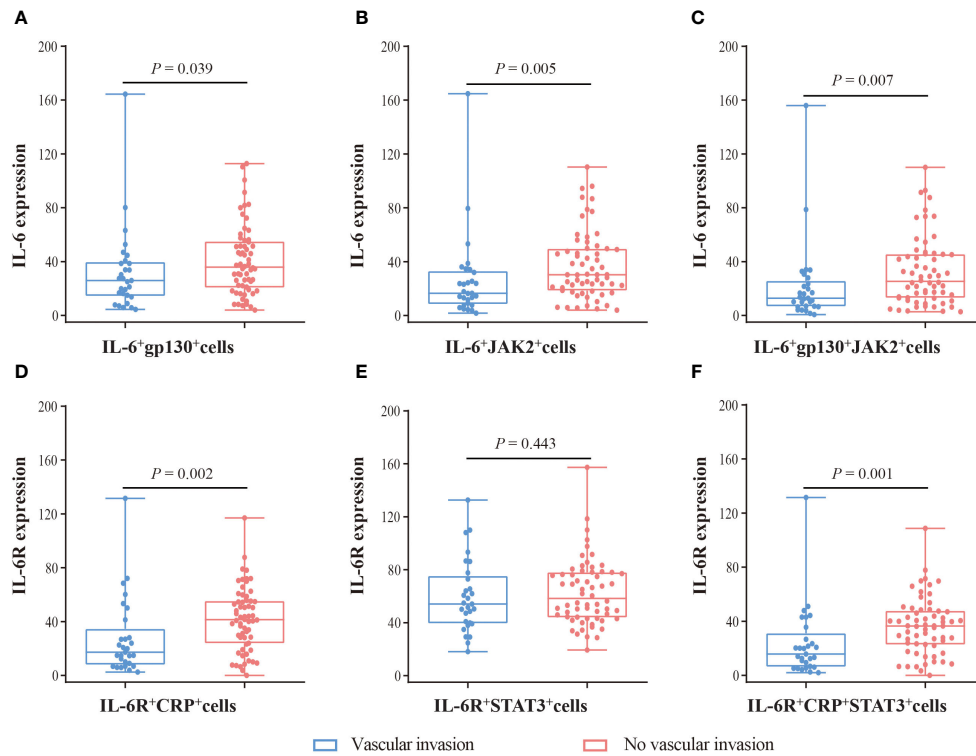 A
IL-6 expression
200
160
120
80
40
0
P = 0.039
IL-6⁺gp130⁺cells
B
IL-6 expression
200
160
120
80
40
0
P = 0.005
IL-6⁺JAK2⁺cells
C
IL-6 expression
200
160
120
80
40
0
P = 0.007
IL-6⁺gp130⁺JAK2⁺cells
D
IL-6R expression
200
160
120
80
40
0
P = 0.002
IL-6R⁺CRP⁺cells
E
IL-6R expression
200
160
120
80
40
0
P = 0.443
IL-6R⁺STAT3⁺cells
F
IL-6R expression
200
160
120
80
40
0
P = 0.001
IL-6R⁺CRP⁺STAT3⁺cells
Vascular invasion
No vascular invasion